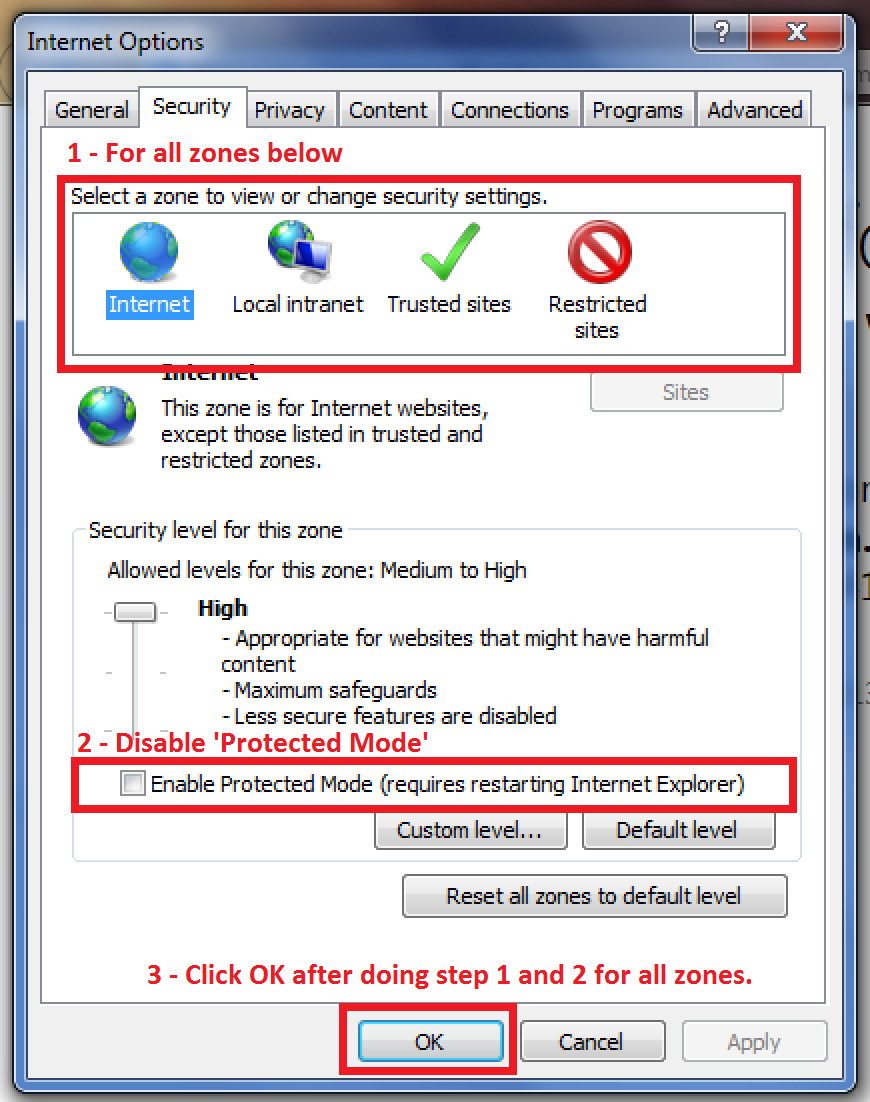 Internet Options
?
General Security Privacy Content Connections Programs Advanced
1 - For all zones below
Select a zone to view or change security settings.
Internet Local intranet Trusted sites Restricted
sites
Internet
Sites
This zone is for Internet websites,
except those listed in trusted and
restricted zones.
Security level for this zone
Allowed levels for this zone: Medium to High
High
- Appropriate for websites that might have harmful
content
- Maximum safeguards
- Less secure features are disabled
2 - Disable 'Protected Mode'
Enable Protected Mode (requires restarting Internet Explorer)
Custom level... Default level
Reset all zones to default level
3 - Click OK after doing step 1 and 2 for all zones.
OK Cancel Apply